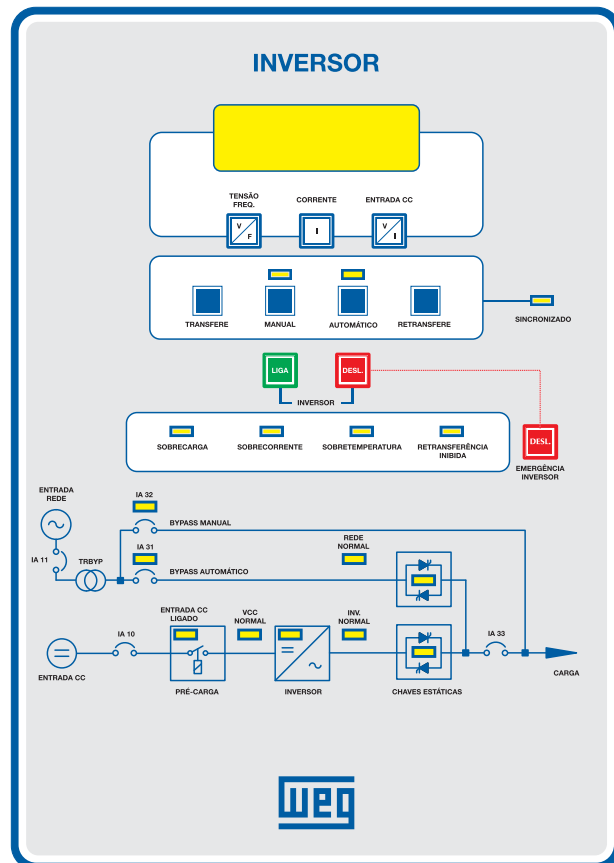 INVERSOR
TENSÃO
FREQ.
CORRENTE
ENTRADA CC
V
F
I
V
I
TRANSFERE
MANUAL
AUTOMÁTICO
RETRANSFERE
SINCRONIZADO
LIGA
DESL.
INVERSOR
SOBRECARGA
SOBRECORRENTE
SOBRETEMPERATURA
RETRANSFERÊNCIA
INIBIDA
DESL.
EMERGÊNCIA
INVERSOR
ENTRADA
REDE
IA 32
BYPASS MANUAL
IA 11
TRBYP
IA 31
BYPASS AUTOMÁTICO
REDE
NORMAL
ENTRADA CC
LIGADO
VCC
NORMAL
INV.
NORMAL
IA 10
IA 33
ENTRADA CC
PRÉ-CARGA
INVERSOR
CHAVES ESTÁTICAS
CARGA
weg